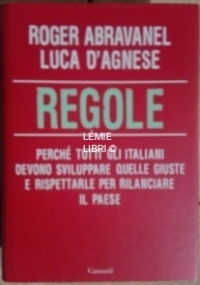 ROGER ABRAVANEL
LUCA D'AGNESE
REGOLE
LÉMIE
LIBRI ©
PERCHÉ TUTTI GLI ITALIANI
DEVONO SVILUPPARE QUELLE GIUSTE
E RISPETTARLE PER RILANCIARE
IL PAESE
Garzanti